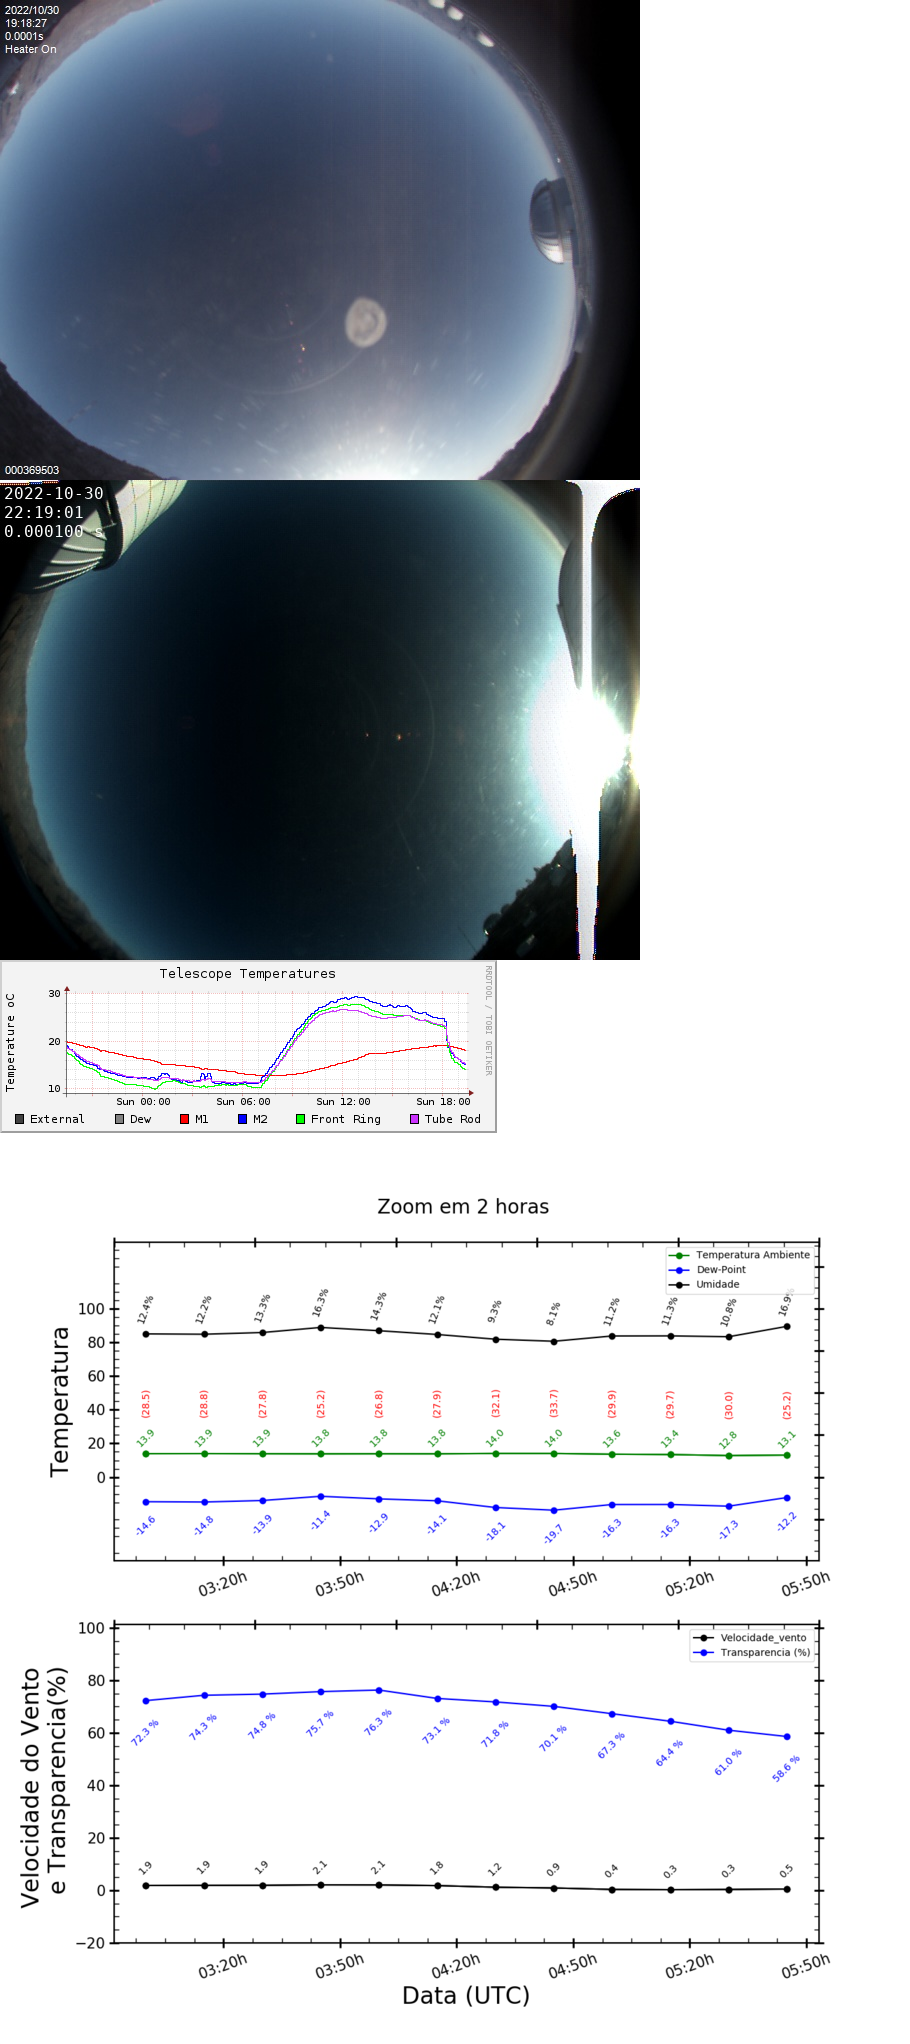 2022/10/30
19:18:27
0.0001s
Heater On
000369503
2022-10-30
22:19:01
0.000100 s
Telescope Temperatures
RRDTOOL / TOBI OETIKER
Temperature oC
30
20
10
Sun 00:00 Sun 06:00 Sun 12:00 Sun 18:00
External Dew M1 M2 Front Ring Tube Rod
Zoom em 2 horas
Temperatura Ambiente
Dew-Point
Umidade
Temperatura
100
80
60
40
20
0
12.4% 12.2% 13.3% 16.3% 14.3% 12.1% 9.3% 8.1% 11.2% 11.3% 10.8% 16.9%
(28.5) (28.8) (27.8) (25.2) (26.8) (27.9) (32.1) (33.7) (29.9) (29.7) (30.0) (25.2)
13.9 13.9 13.9 13.8 13.8 13.8 14.0 14.0 13.6 13.4 12.8 13.1
-14.6 -14.8 -13.9 -11.4 -12.9 -14.1 -18.1 -19.7 -16.3 -16.3 -17.3 -12.2
03:20h 03:50h 04:20h 04:50h 05:20h 05:50h
Velocidade_vento
Transparencia (%)
Velocidade do Vento
e Transparencia(%)
100
80
60
40
20
0
−20
72.3 % 74.3 % 74.8 % 75.7 % 76.3 % 73.1 % 71.8 % 70.1 % 67.3 % 64.4 % 61.0 % 58.6 %
1.9 1.9 1.9 2.1 2.1 1.8 1.2 0.9 0.4 0.3 0.3 0.5
03:20h 03:50h 04:20h 04:50h 05:20h 05:50h
Data (UTC)